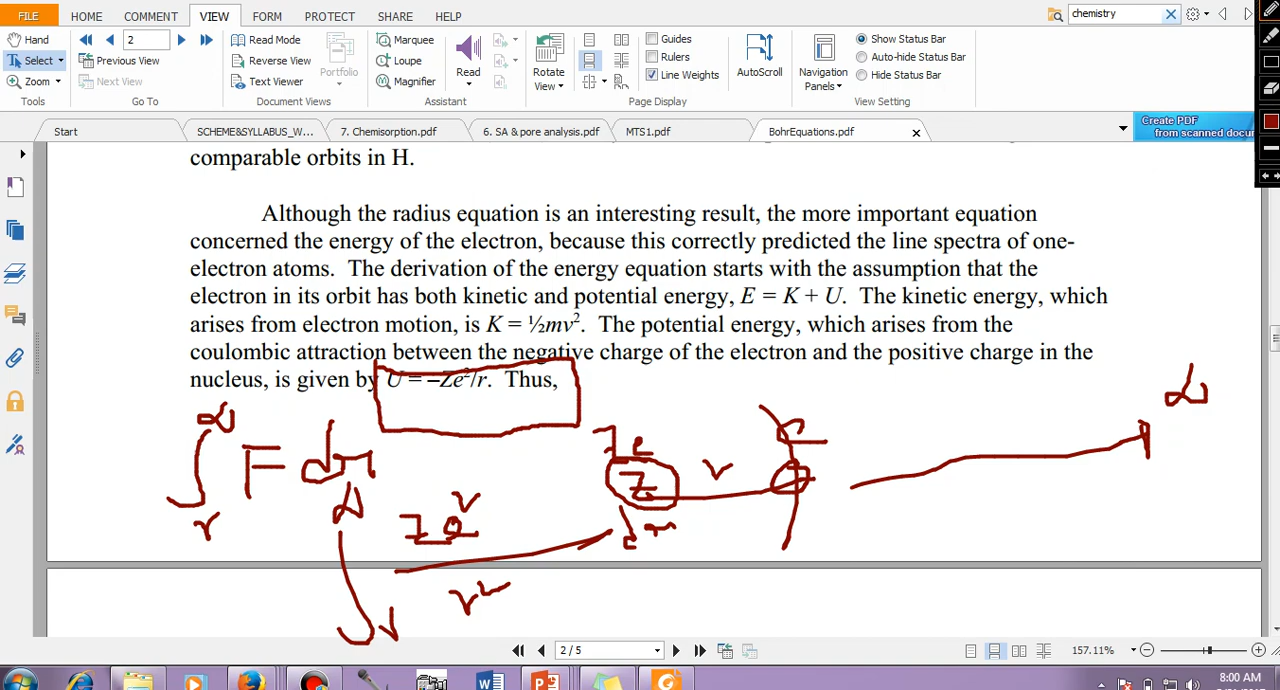 FILE HOME COMMENT VIEW FORM PROTECT SHARE HELP chemistry
Hand 2 Read Mode Marquee Guides Show Status Bar
Select Previous View Reverse View Portfolio Loupe Read Rotate View Rulers AutoScroll Navigation Panels Auto-hide Status Bar
Zoom Next View Text Viewer Magnifier Line Weights Hide Status Bar
Tools Go To Document Views Assistant Page Display View Setting
Start SCHEME&SYLLABUS_W... 7. Chemisorption.pdf 6. SA & pore analysis.pdf MTS1.pdf BohrEquations.pdf Create PDF
from scanned docum
comparable orbits in H.
Although the radius equation is an interesting result, the more important equation
concerned the energy of the electron, because this correctly predicted the line spectra of one-
electron atoms. The derivation of the energy equation starts with the assumption that the
electron in its orbit has both kinetic and potential energy, E = K + U. The kinetic energy, which
arises from electron motion, is K = ½mv². The potential energy, which arises from the
coulombic attraction between the negative charge of the electron and the positive charge in the
nucleus, is given by U = –Ze²/r. Thus,
F
Z
r
2 / 5 157.11%
8:00 AM